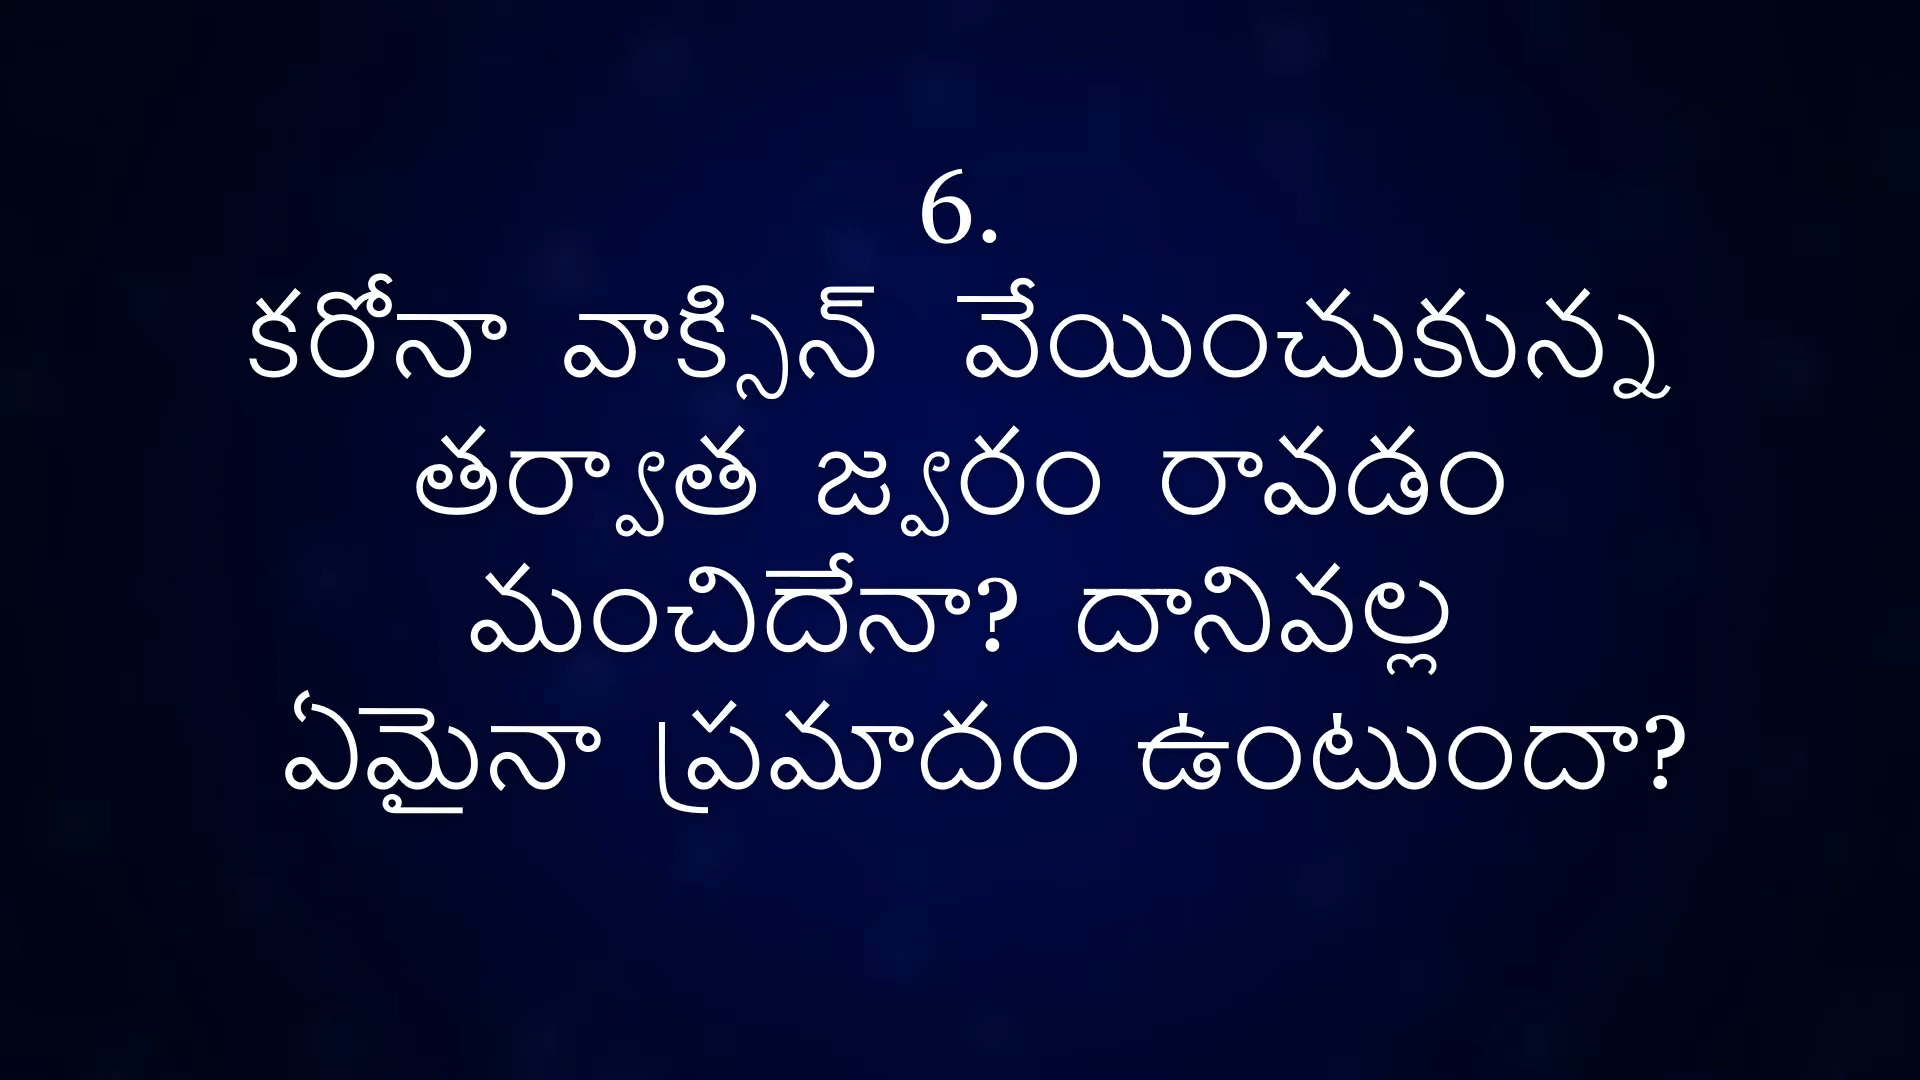 6.
కరోనా వాక్సిన్ వేయించుకున్న
తర్వాత జ్వరం రావడం
మంచిదేనా? దానివల్ల
ఏమైనా ప్రమాదం ఉంటుందా?